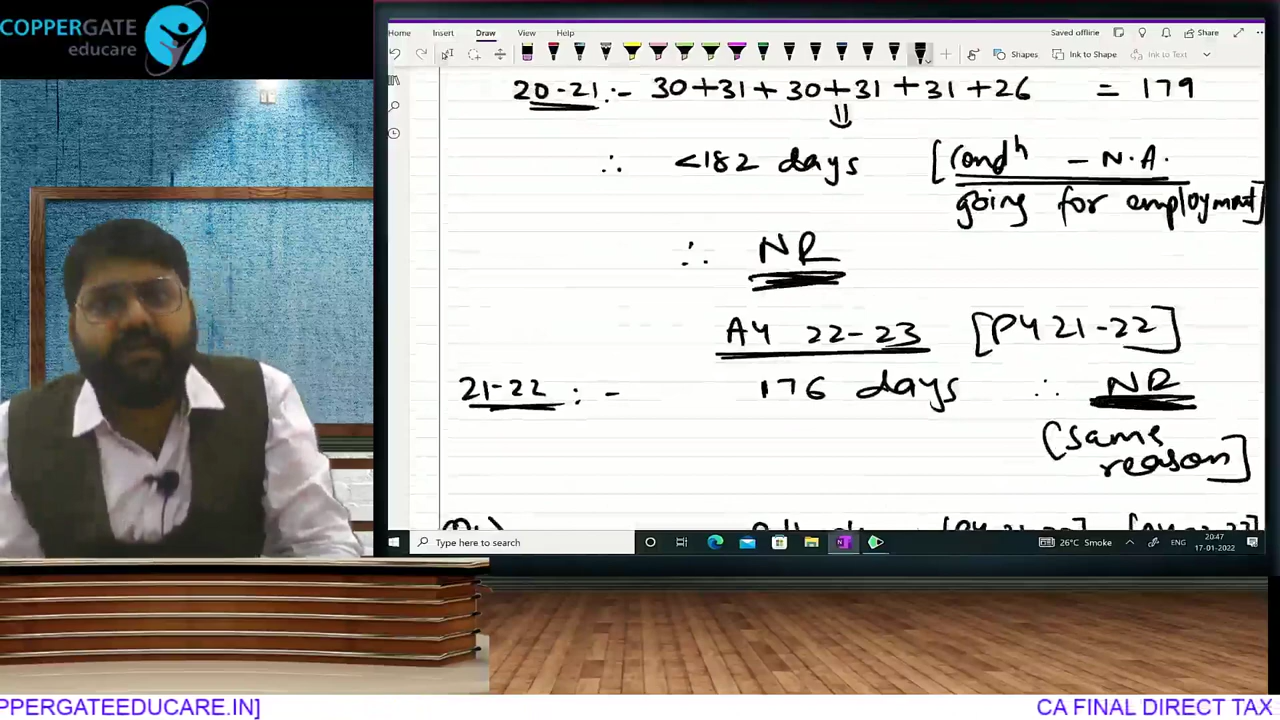 COPPERGATE
educare
Home Insert Draw View Help
Saved offline Share
Shapes Ink to Shape Ink to Text
20-21 :- 30+31+30+31+31+26 = 179
∴ <182 days [condn - N.A.
going for employment]
∴ NR
AY 22-23 [PY 21-22]
21-22 :- 176 days ∴ NR
[same
reason]
Type here to search
26°C Smoke ENG 20:47
17-01-2022
PPERGATEEDUCARE.IN] CA FINAL DIRECT TAX